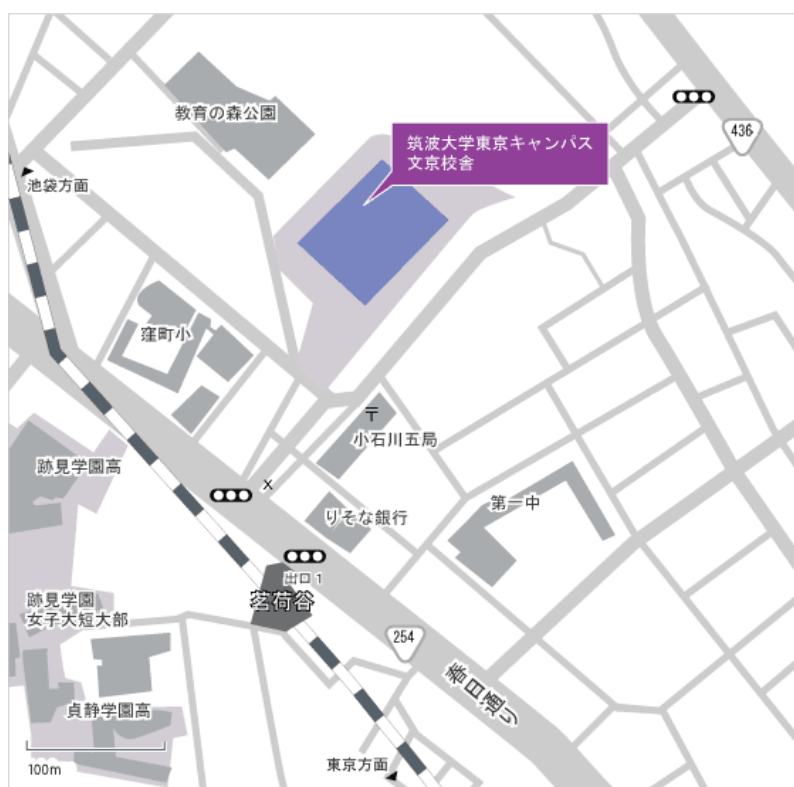 教育の森公園
筑波大学東京キャンパス
文京校舎
436
池袋方面
窪町小
〒
小石川五局
跡見学園高
X
りそな銀行
第一中
出口1
茗荷谷
跡見学園
女子大短大部
254
春日通り
貞静学園高
東京方面
100m